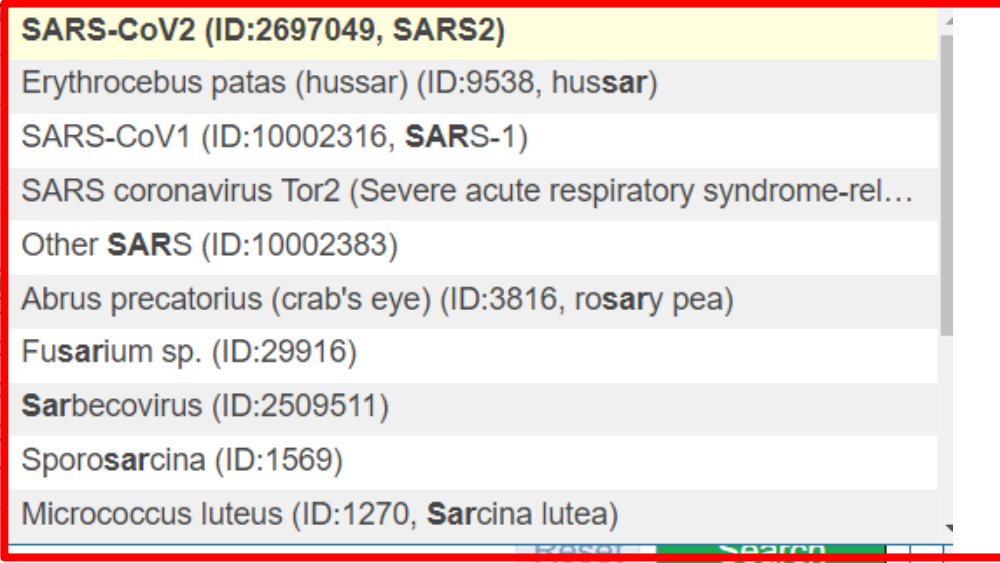 SARS-CoV2 (ID:2697049, SARS2)
Erythrocebus patas (hussar) (ID:9538, hussar)
SARS-CoV1 (ID:10002316, SARS-1)
SARS coronavirus Tor2 (Severe acute respiratory syndrome-rel…
Other SARS (ID:10002383)
Abrus precatorius (crab's eye) (ID:3816, rosary pea)
Fusarium sp. (ID:29916)
Sarbecovirus (ID:2509511)
Sporosarcina (ID:1569)
Micrococcus luteus (ID:1270, Sarcina lutea)
Reset Search